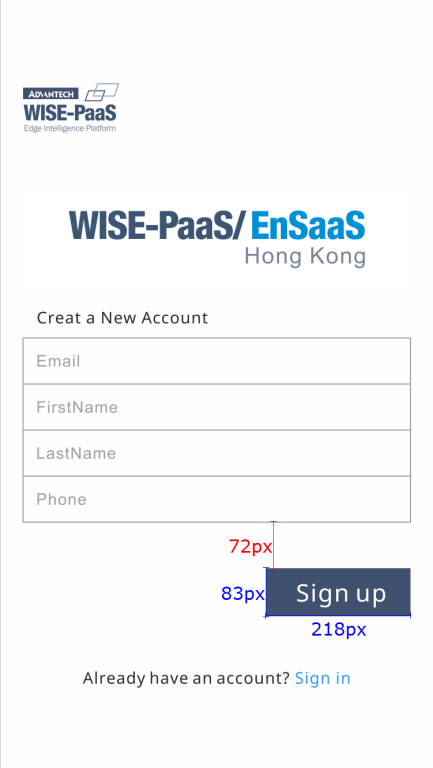 ADVANTECH
WISE-PaaS
Edge Intelligence Platform
WISE-PaaS/ EnSaaS
Hong Kong
Creat a New Account
Email
FirstName
LastName
Phone
72px
83px
Sign up
218px
Already have an account? Sign in